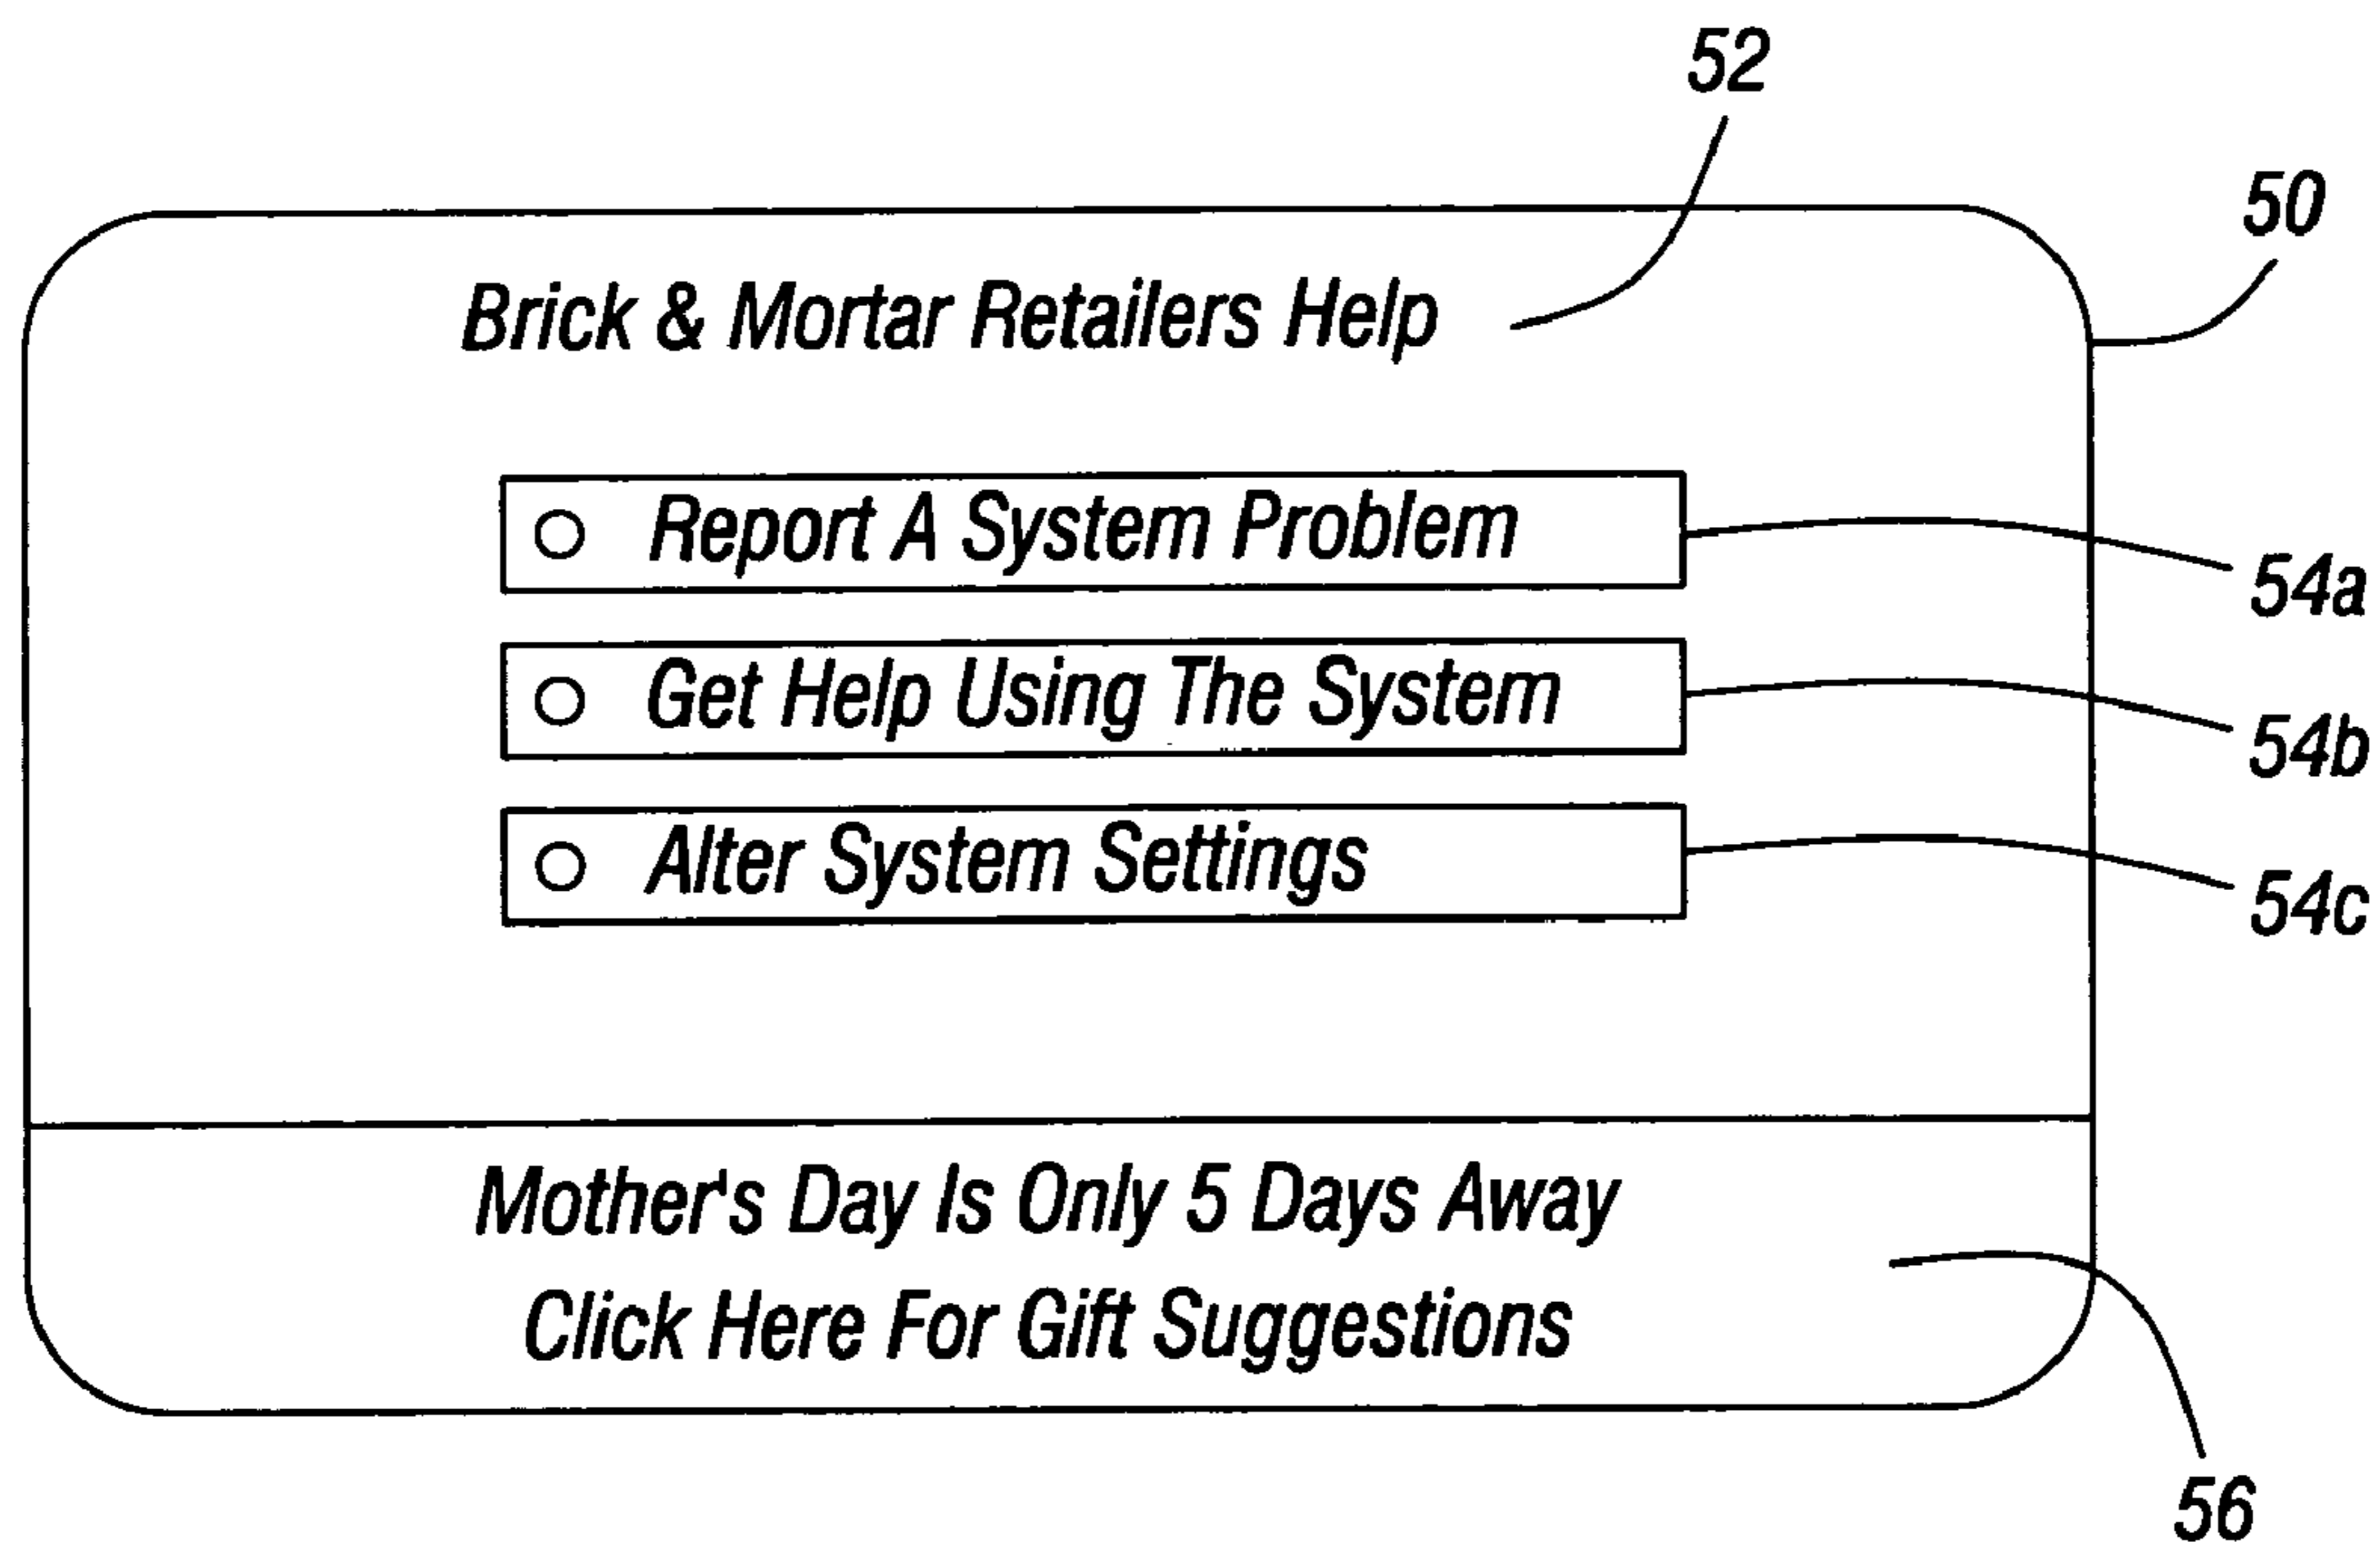 52
50
Brick & Mortar Retailers Help
Report A System Problem
54a
Get Help Using The System
54b
Alter System Settings
54c
Mother's Day Is Only 5 Days Away
Click Here For Gift Suggestions
56